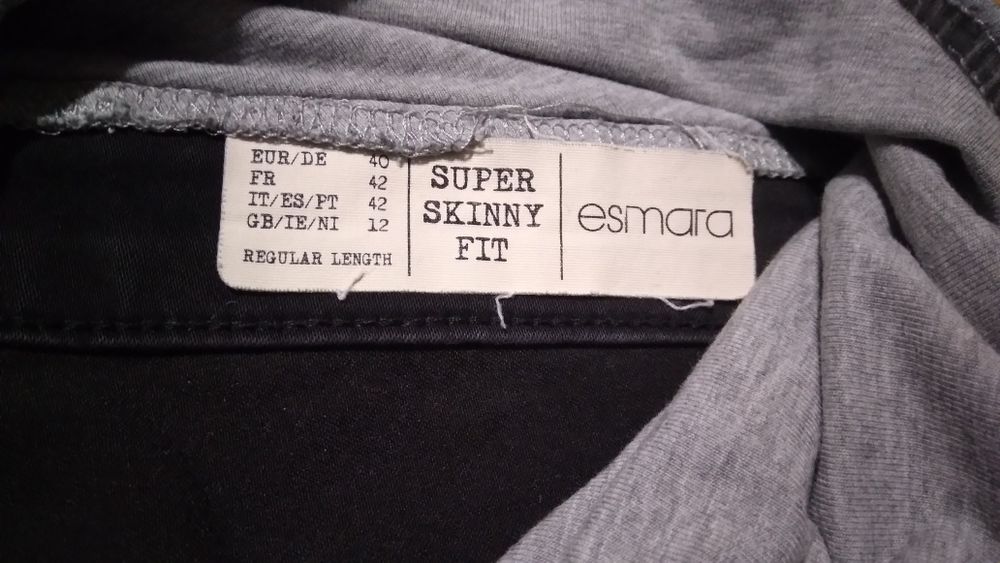 EUR/DE 40
FR 42
IT/ES/PT 42
GB/IE/NI 12
REGULAR LENGTH
SUPER
SKINNY
FIT
esmara